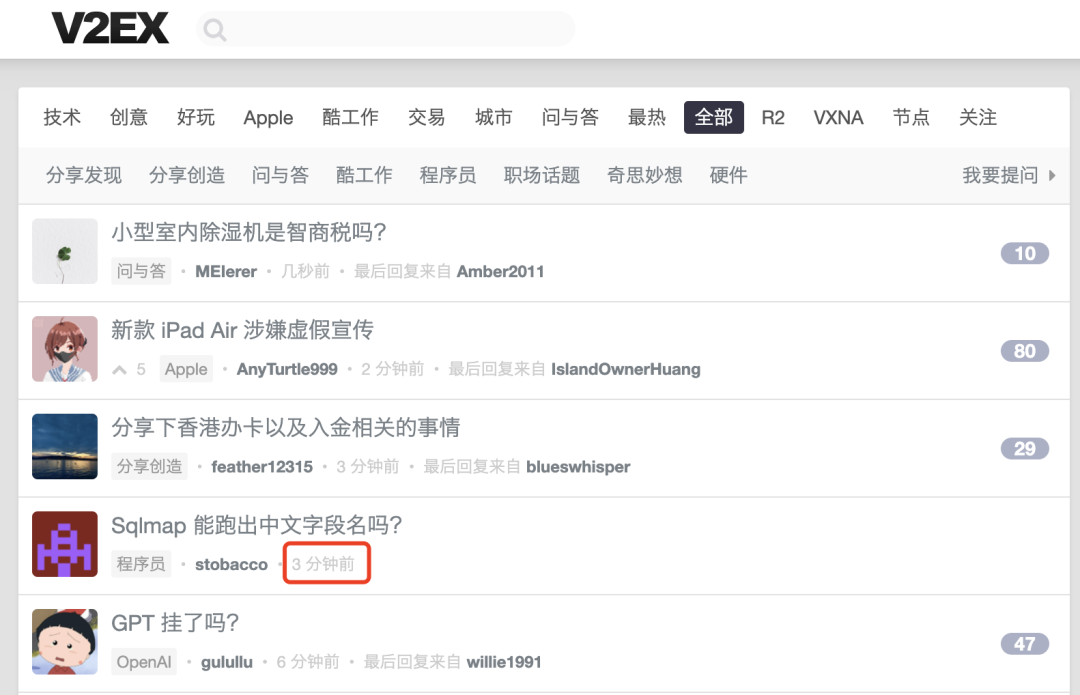 V2EX
技术 创意 好玩 Apple 酷工作 交易 城市 问与答 最热 全部 R2 VXNA 节点 关注
分享发现 分享创造 问与答 酷工作 程序员 职场话题 奇思妙想 硬件 我要提问
小型室内除湿机是智商税吗?
问与答 • MElerer • 几秒前 • 最后回复来自 Amber2011
10
新款 iPad Air 涉嫌虚假宣传
5 Apple • AnyTurtle999 • 2 分钟前 • 最后回复来自 IslandOwnerHuang
80
分享下香港办卡以及入金相关的事情
分享创造 • feather12315 • 3 分钟前 • 最后回复来自 blueswhisper
29
Sqlmap 能跑出中文字段名吗?
程序员 • stobacco • 3 分钟前
GPT 挂了吗?
OpenAI • gulullu • 6 分钟前 • 最后回复来自 willie1991
47